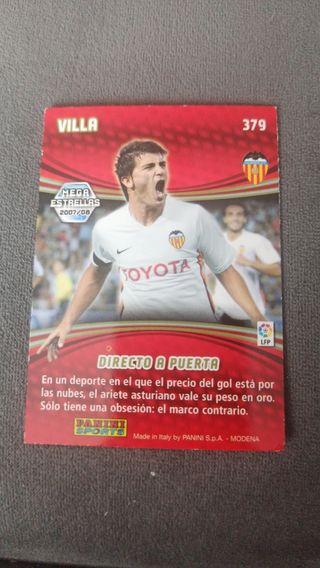 VILLA
379
MEGA
ESTRELLAS
2007/08
TOYOTA
LFP
DIRECTO A PUERTA
En un deporte en el que el precio del gol está por
las nubes, el ariete asturiano vale su peso en oro.
Sólo tiene una obsesión: el marco contrario.
PANINI
SPORTS
Made in Italy by PANINI S.p.A. - MODENA